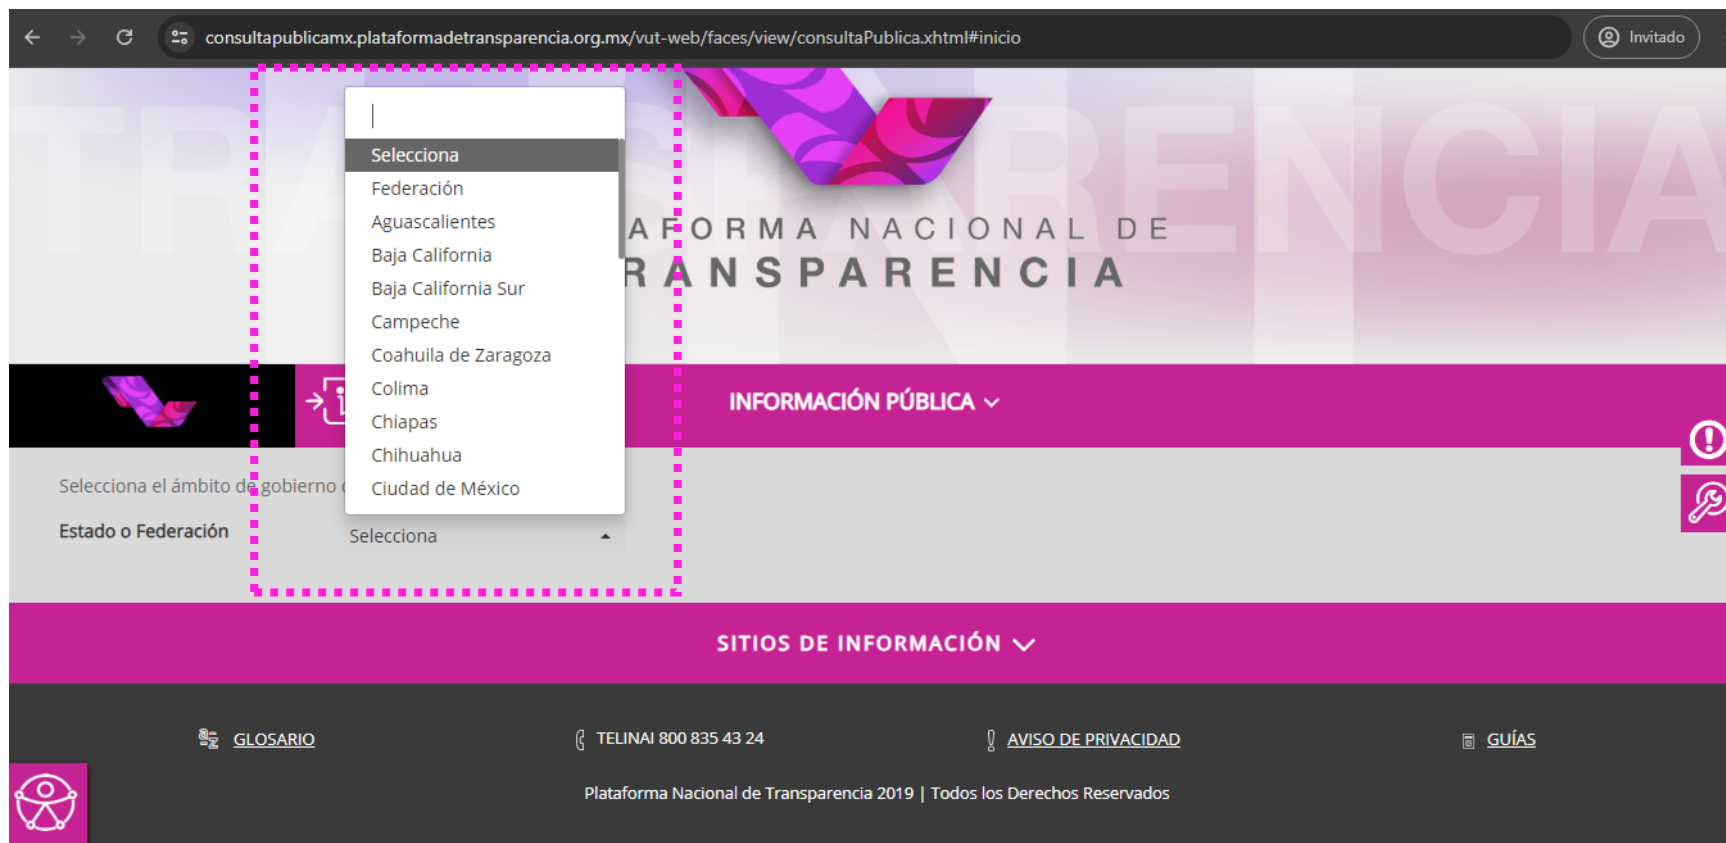 consultapublicamx.plataformadetransparencia.org.mx/vut-web/faces/view/consultaPublica.xhtml#inicio
Invitado
TRANSPARENCIA
Selecciona
Federación
Aguascalientes
Baja California
Baja California Sur
Campeche
Coahuila de Zaragoza
Colima
Chiapas
Chihuahua
Ciudad de México
AFORMA NACIONAL DE
RANSPARENCIA
INFORMACIÓN PÚBLICA
Selecciona el ámbito de gobierno
Estado o Federación
Selecciona
SITIOS DE INFORMACIÓN
GLOSARIO
TELINAI 800 835 43 24
AVISO DE PRIVACIDAD
GUÍAS
Plataforma Nacional de Transparencia 2019 | Todos los Derechos Reservados